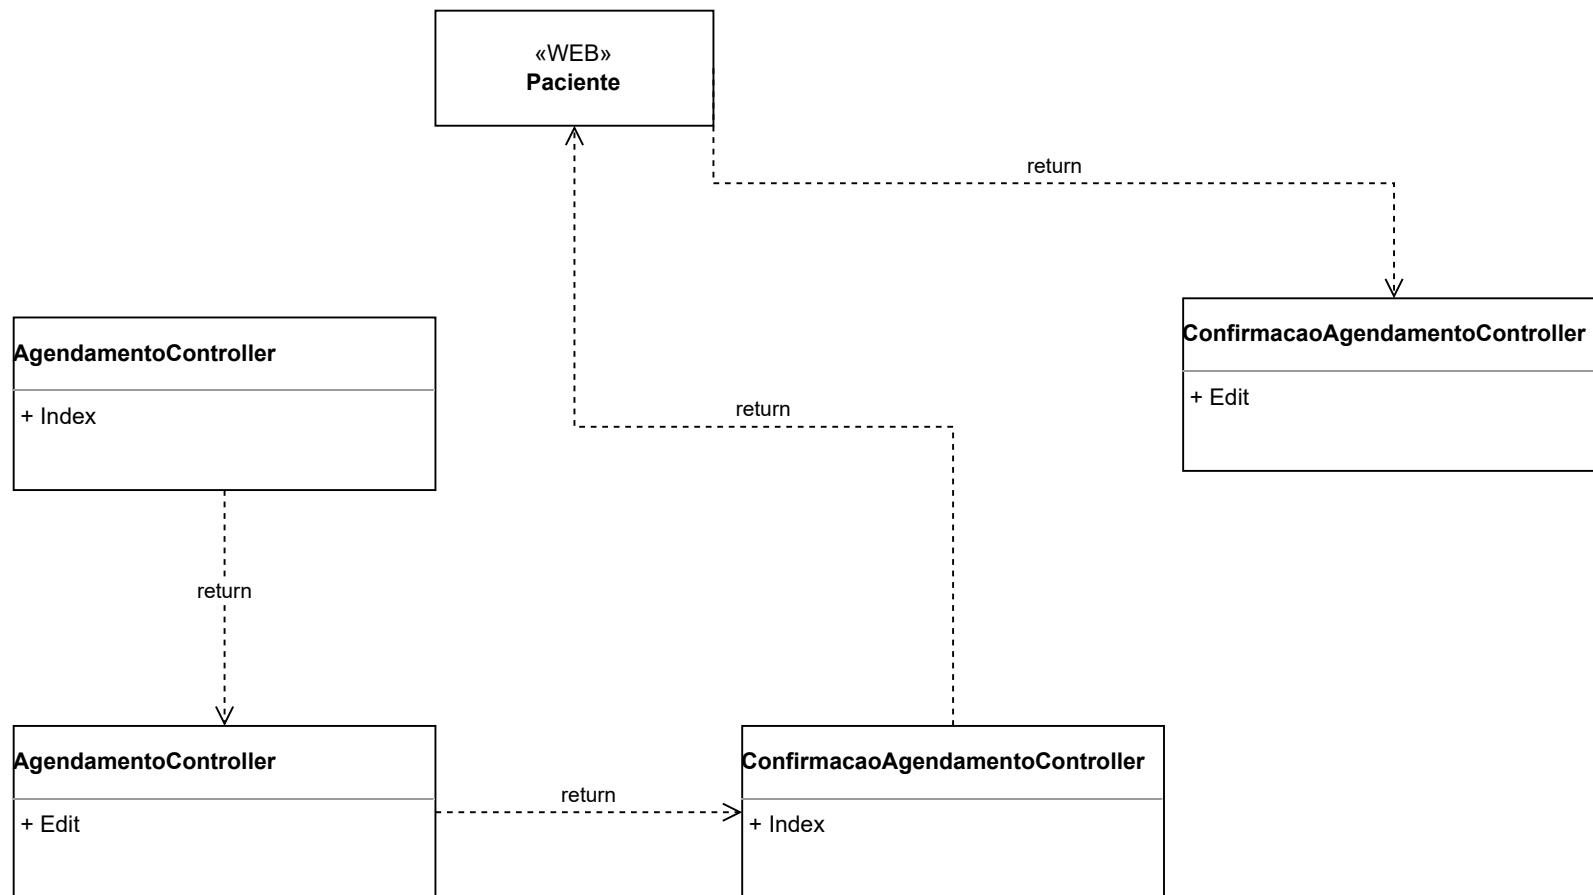 «WEB»
Paciente
return
ConfirmacaoAgendamentoController
+ Edit
AgendamentoController
+ Index
return
return
AgendamentoController
+ Edit
return
ConfirmacaoAgendamentoController
+ Index